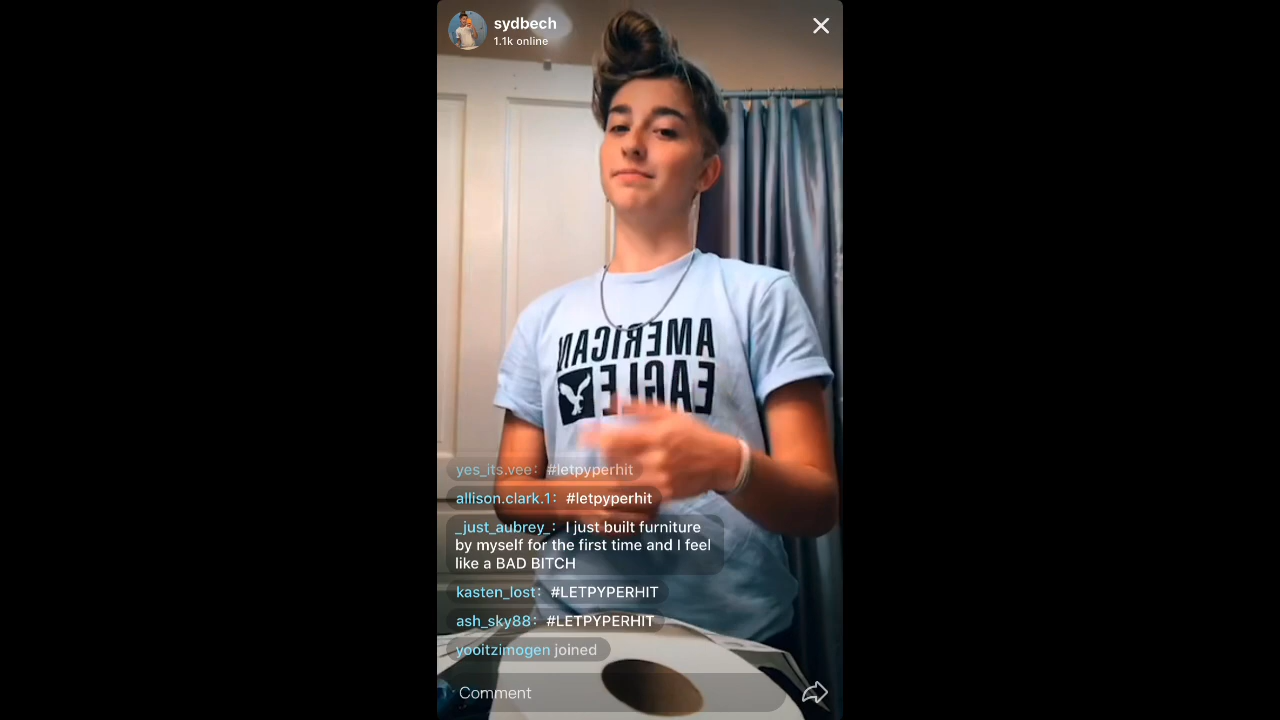 sydbech
1.1k online
AMERICAN
EAGLE
yes_its.vee: #letpyperhit
allison.clark.1: #letpyperhit
_just_aubrey_: I just built furniture
by myself for the first time and I feel
like a BAD BITCH
kasten_lost: #LETPYPERHIT
ash_sky88: #LETPYPERHIT
yooitzimogen joined
Comment